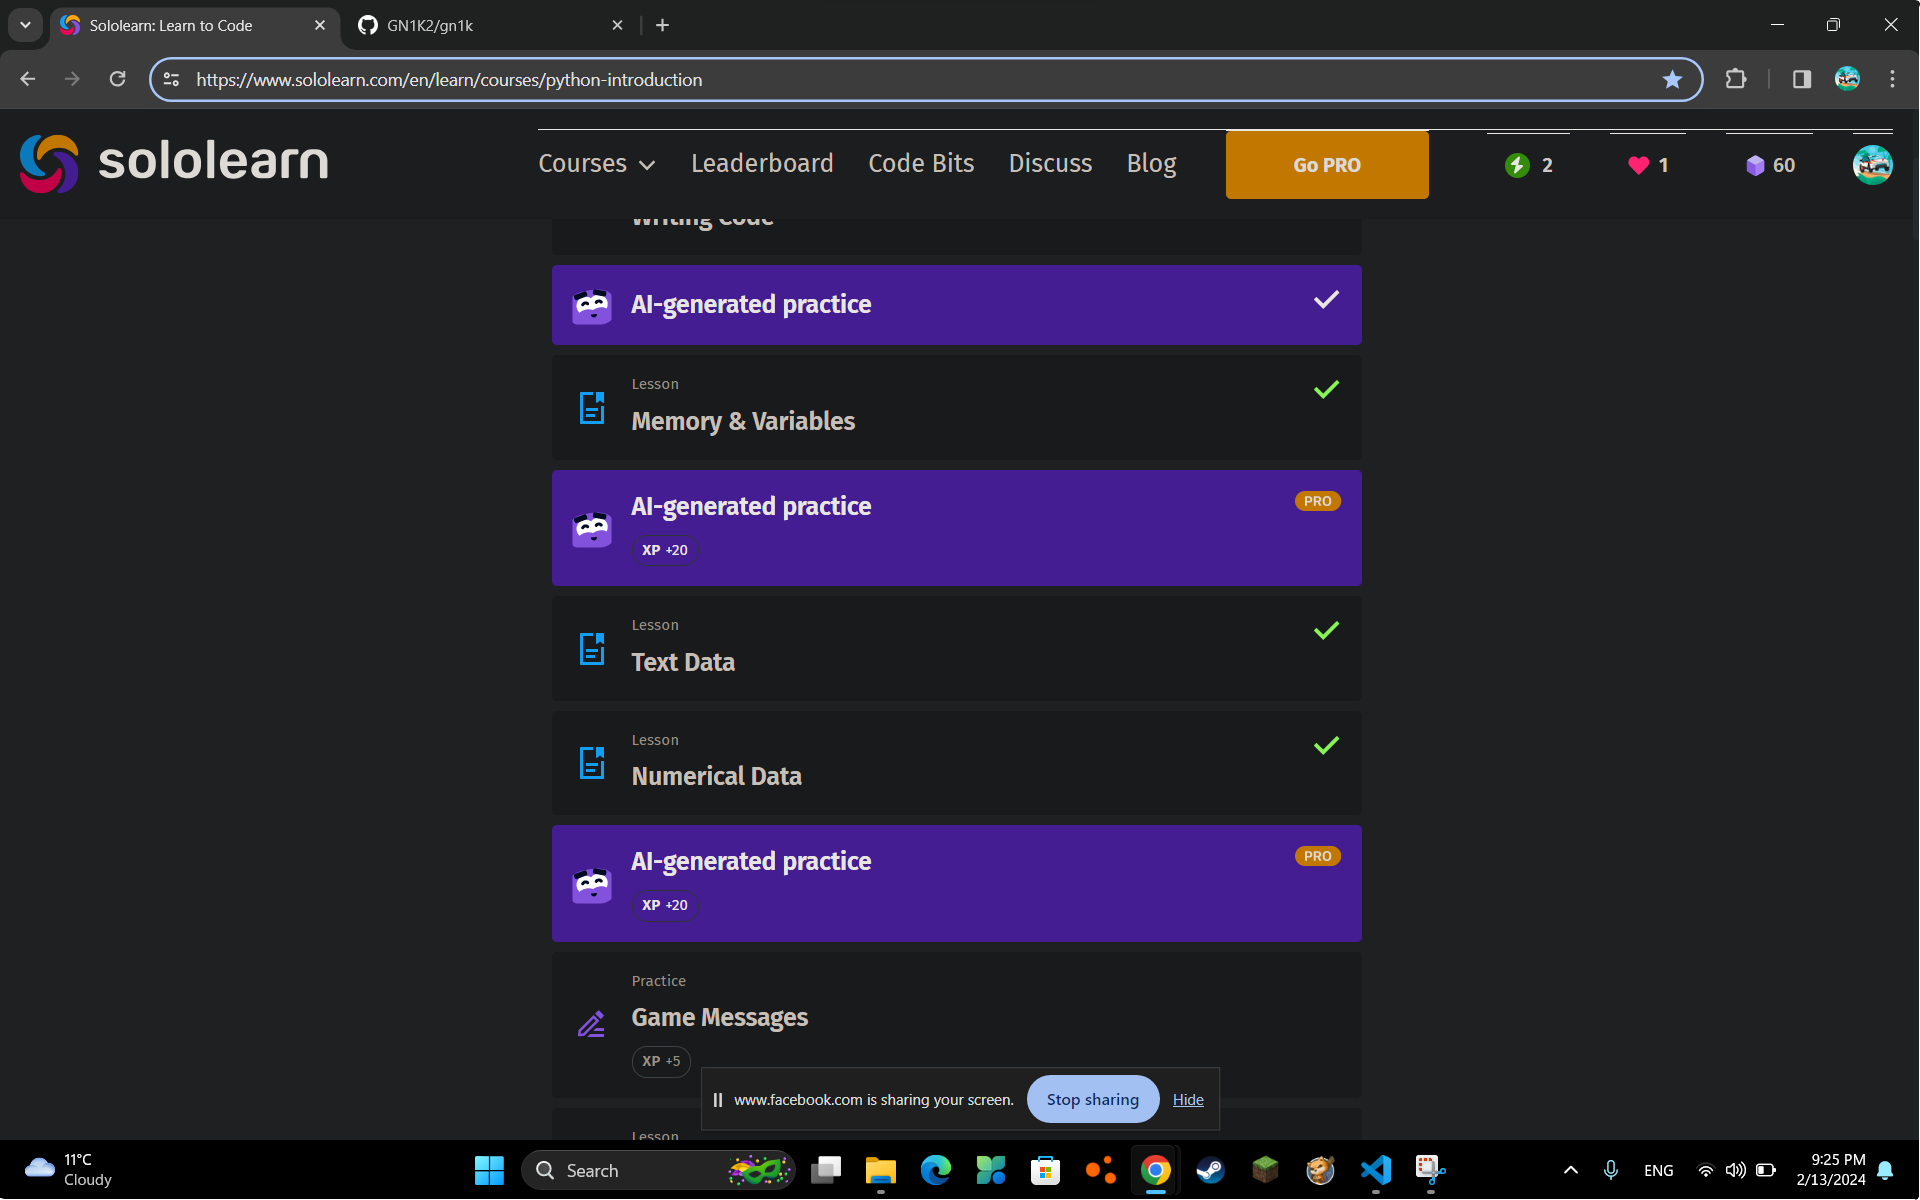 Sololearn: Learn to Code
GN1K2/gn1k
https://www.sololearn.com/en/learn/courses/python-introduction
sololearn
Courses
Leaderboard
Code Bits
Discuss
Blog
Go PRO
2
1
60
Writing Code
AI-generated practice
Lesson
Memory & Variables
AI-generated practice
PRO
XP +20
Lesson
Text Data
Lesson
Numerical Data
AI-generated practice
PRO
XP +20
Practice
Game Messages
XP +5
www.facebook.com is sharing your screen.
Stop sharing
Hide
Lesson
11°C
Cloudy
Search
ENG
9:25 PM
2/13/2024